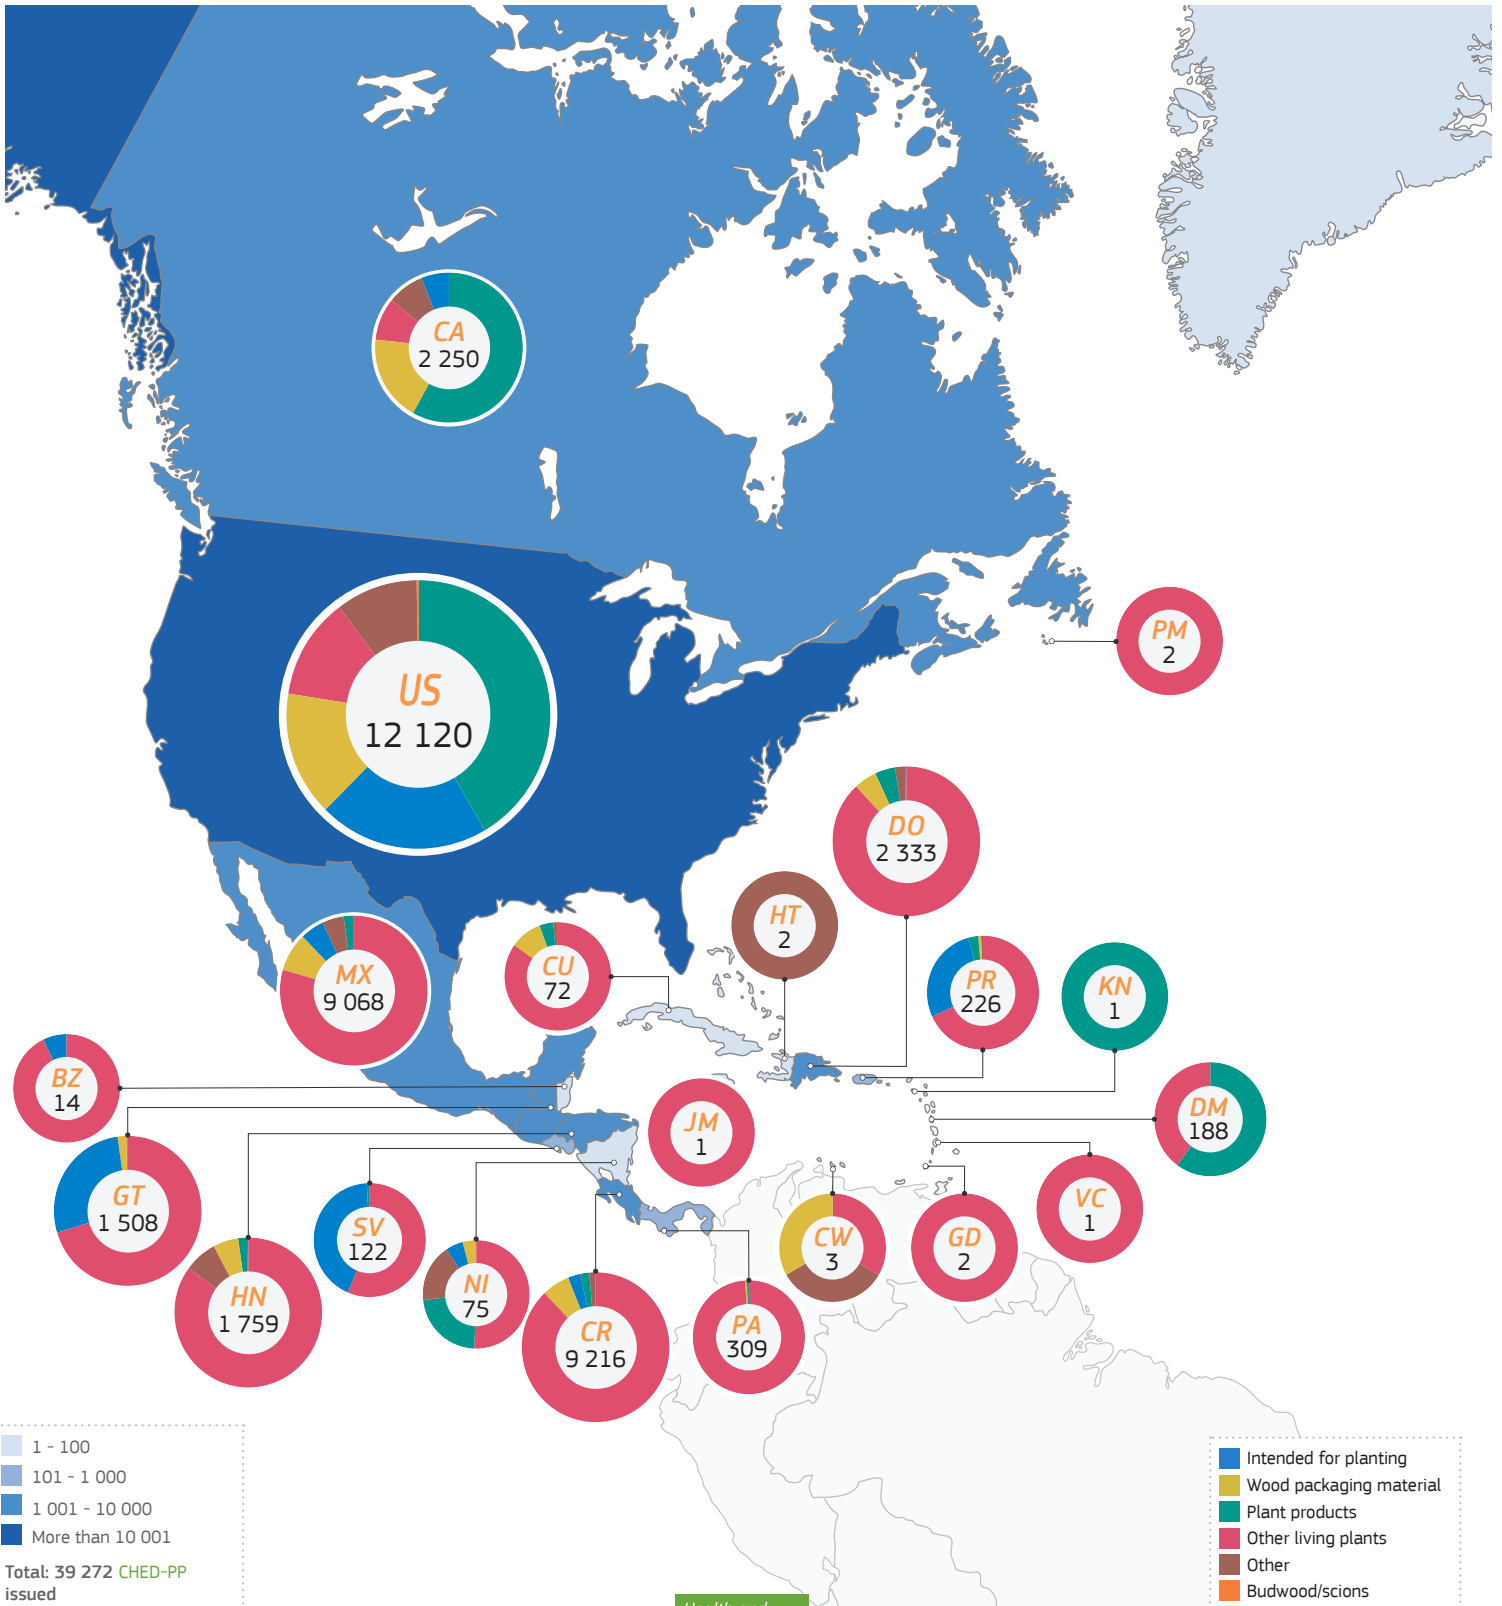 CA
2 250
US
12 120
PM
2
DO
2 333
HT
2
MX
9 068
CU
72
PR
226
KN
1
BZ
14
JM
1
DM
188
GT
1 508
SV
122
NI
75
VC
1
CW
3
GD
2
HN
1 759
CR
9 216
PA
309
1 - 100
101 - 1 000
1 001 - 10 000
More than 10 001
Total: 39 272 CHED-PP
issued
Intended for planting
Wood packaging material
Plant products
Other living plants
Other
Budwood/scions